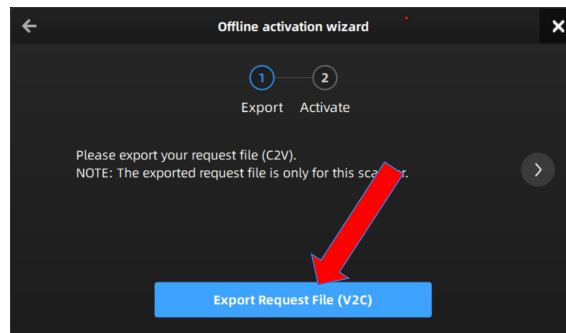 Offline activation wizard
1 2
Export Activate
Please export your request file (C2V).
NOTE: The exported request file is only for this
Export Request File (V2C)